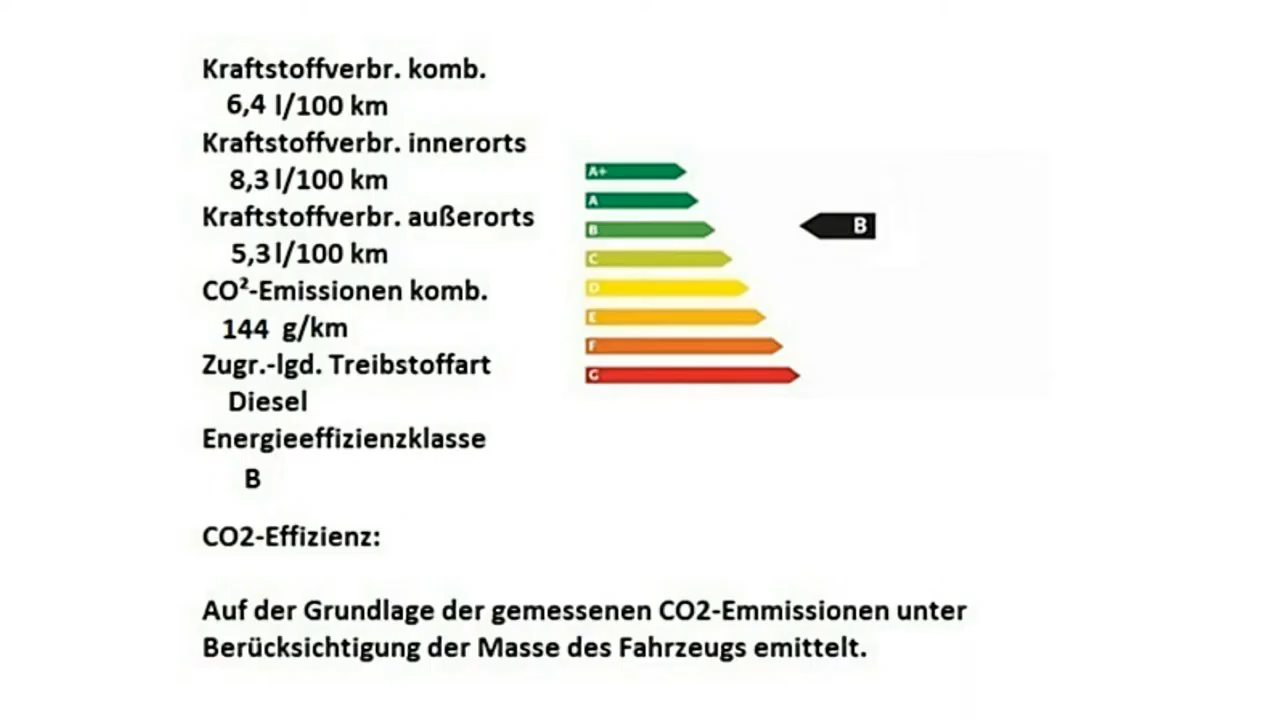 Kraftstoffverbr. komb.
6,4 l/100 km
Kraftstoffverbr. innerorts
8,3 l/100 km
Kraftstoffverbr. außerorts
5,3 l/100 km
CO²-Emissionen komb.
144 g/km
Zugr.-lgd. Treibstoffart
Diesel
Energieeffizienzklasse
B
A+
A
B
B
C
D
E
F
G
CO2-Effizienz:
Auf der Grundlage der gemessenen CO2-Emmissionen unter
Berücksichtigung der Masse des Fahrzeugs emittelt.